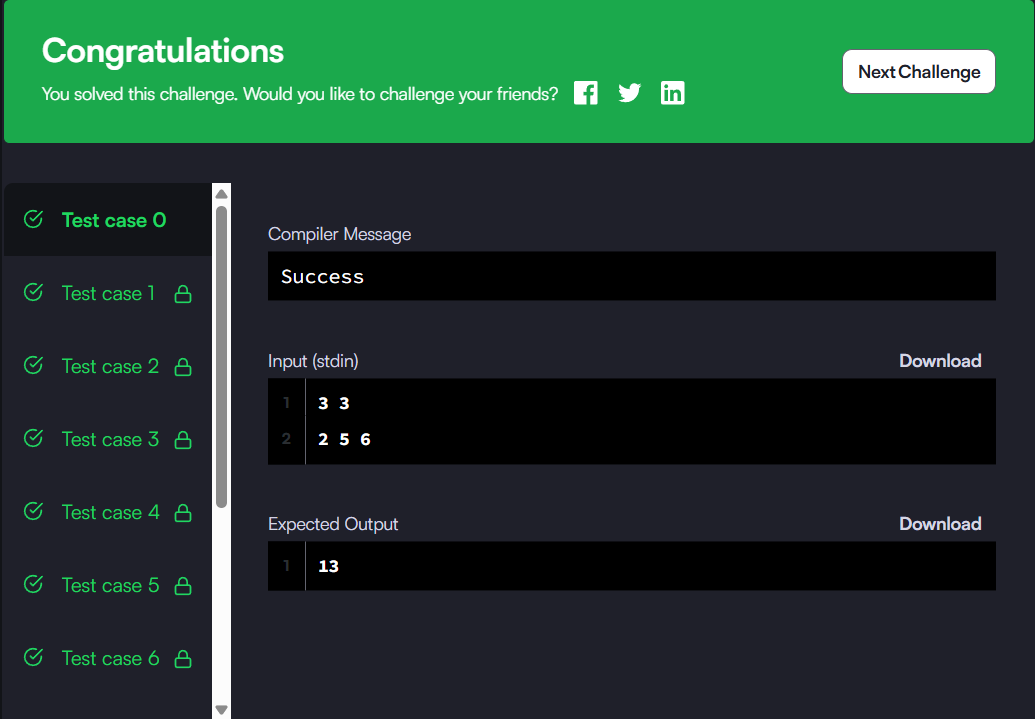 Congratulations
You solved this challenge. Would you like to challenge your friends?
Next Challenge
Test case 0
Test case 1
Test case 2
Test case 3
Test case 4
Test case 5
Test case 6
Compiler Message
Success
Input (stdin)
Download
1 3 3
2 2 5 6
Expected Output
Download
1 13